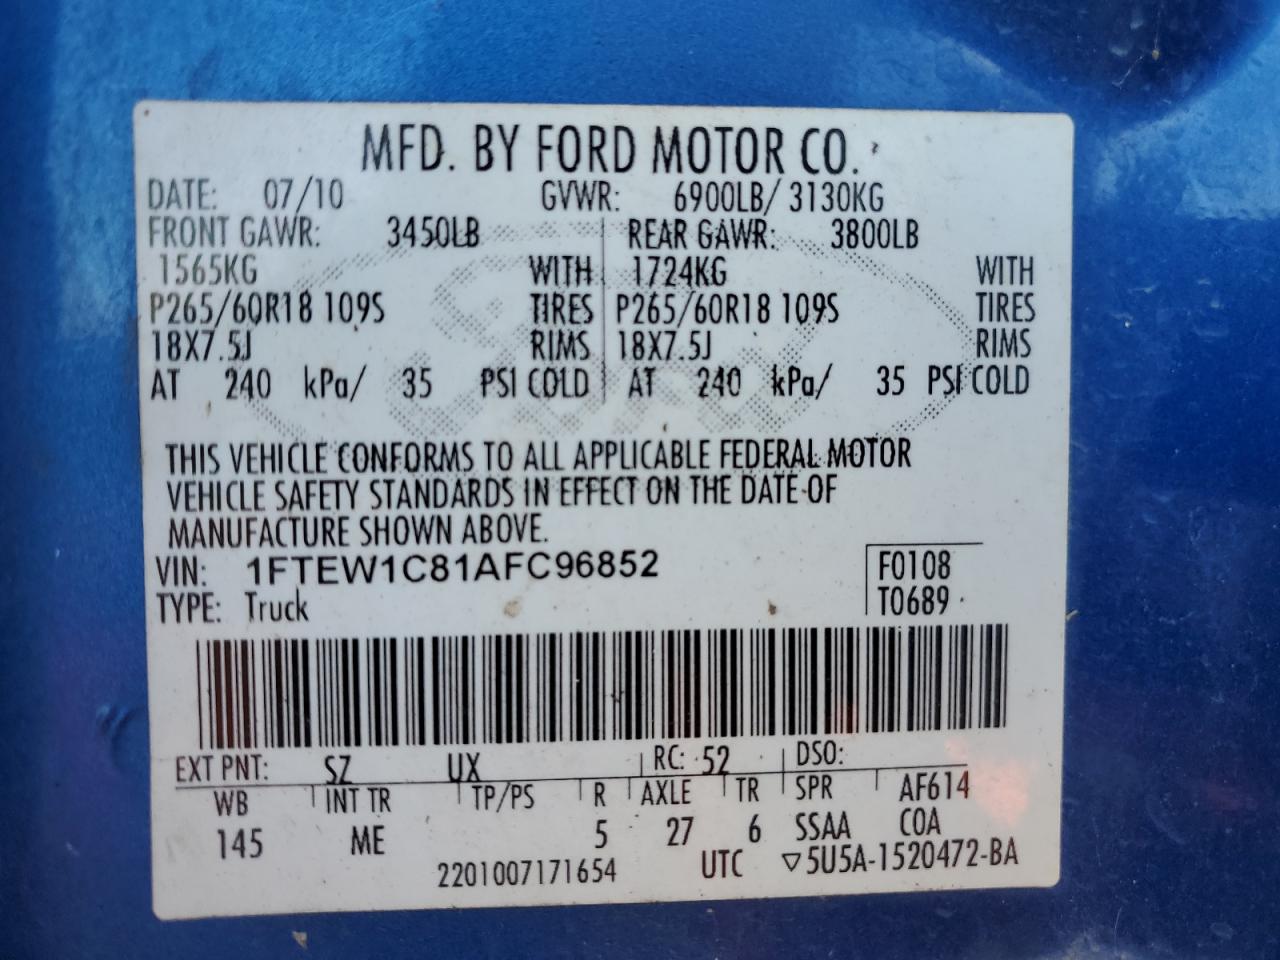 MFD. BY FORD MOTOR CO.
DATE: 07/10 GVWR: 6900LB/ 3130KG
FRONT GAWR: 3450LB REAR GAWR: 3800LB
1565KG WITH 1724KG WITH
P265/60R18 109S TIRES P265/60R18 109S TIRES
18X7.5J RIMS 18X7.5J RIMS
AT 240 kPa/ 35 PSI COLD AT 240 kPa/ 35 PSI COLD
THIS VEHICLE CONFORMS TO ALL APPLICABLE FEDERAL MOTOR
VEHICLE SAFETY STANDARDS IN EFFECT ON THE DATE OF
MANUFACTURE SHOWN ABOVE.
VIN: 1FTEW1C81AFC96852 F0108
TYPE: Truck T0689
EXT PNT: SZ UX RC: 52 DSO:
WB INT TR TP/PS R AXLE TR SPR AF614
145 ME 5 27 6 SSAA COA
2201007171654 UTC ▽5U5A-1520472-BA